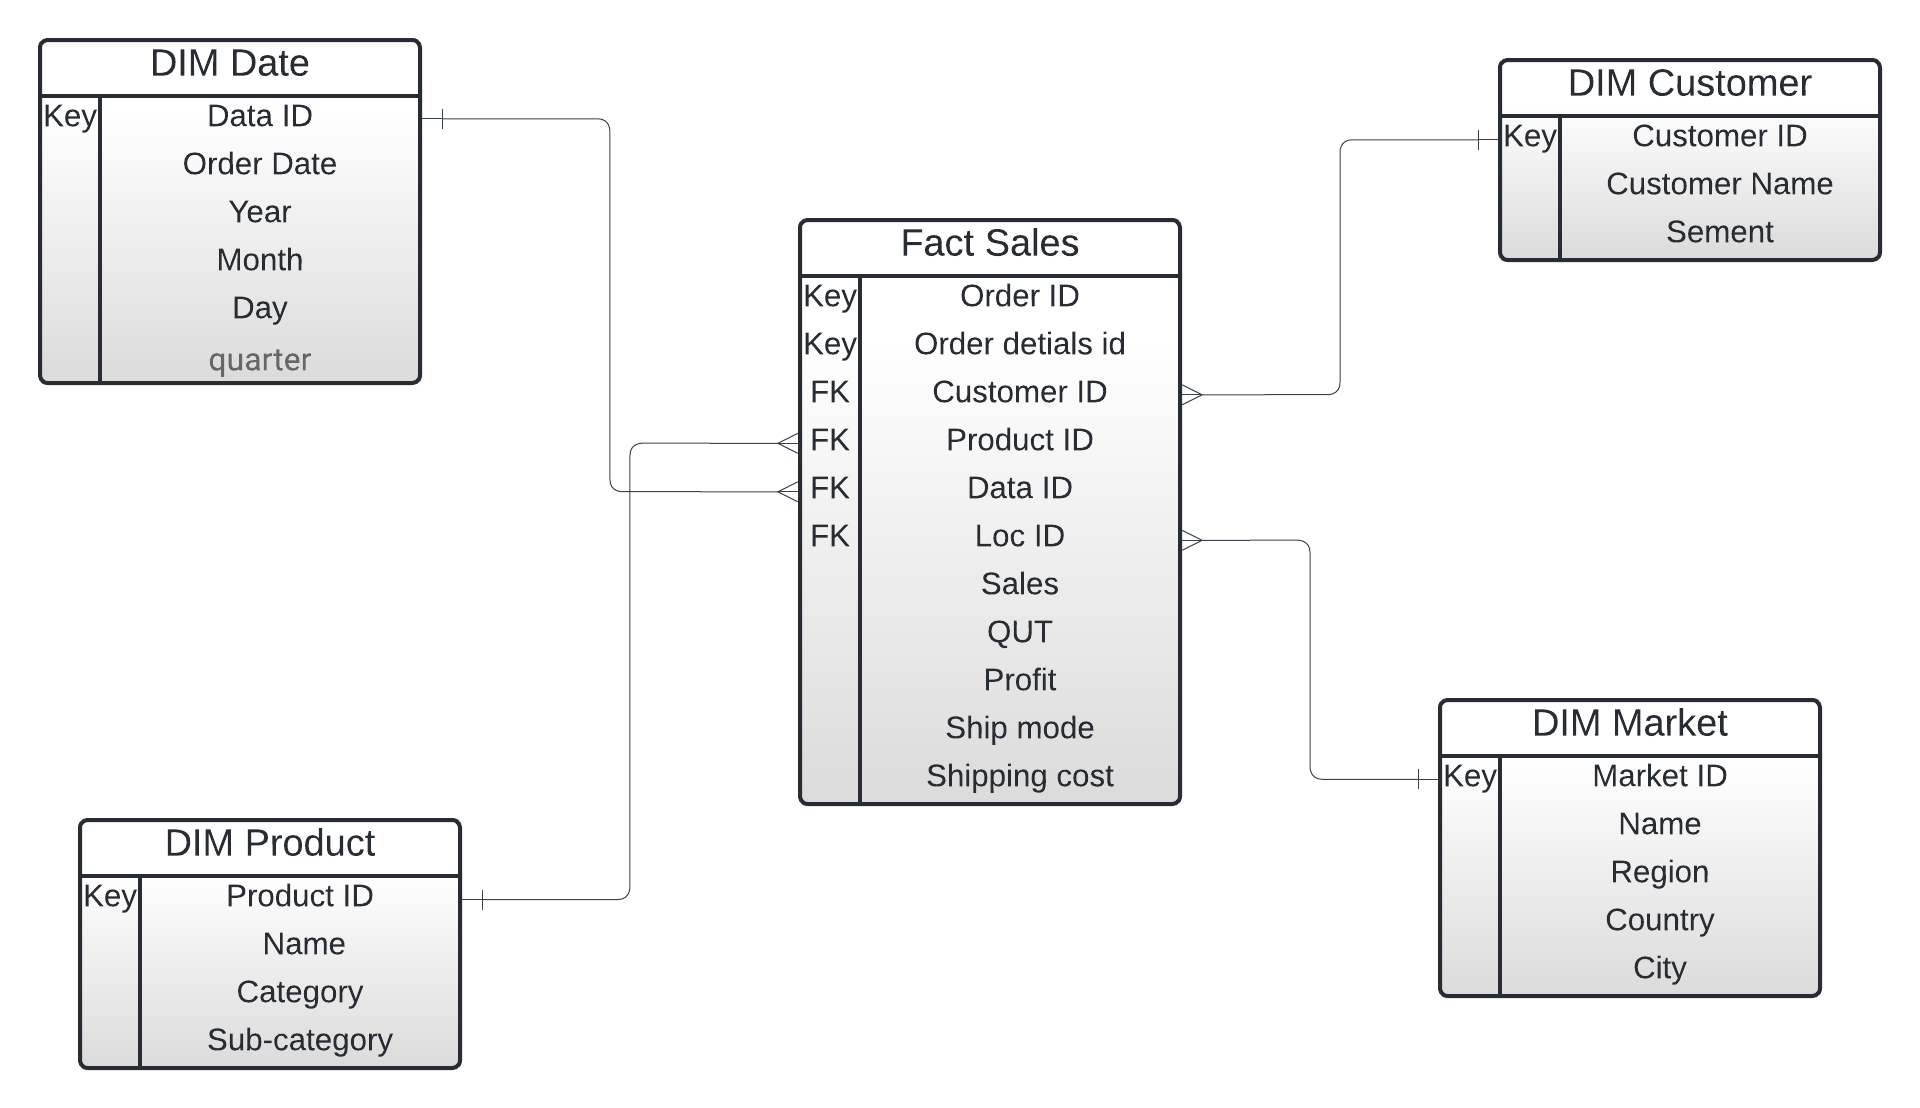 DIM Date
Key Data ID
Order Date
Year
Month
Day
quarter
DIM Customer
Key Customer ID
Customer Name
Sement
Fact Sales
Key Order ID
Key Order detials id
FK Customer ID
FK Product ID
FK Data ID
FK Loc ID
Sales
QUT
Profit
Ship mode
Shipping cost
DIM Product
Key Product ID
Name
Category
Sub-category
DIM Market
Key Market ID
Name
Region
Country
City